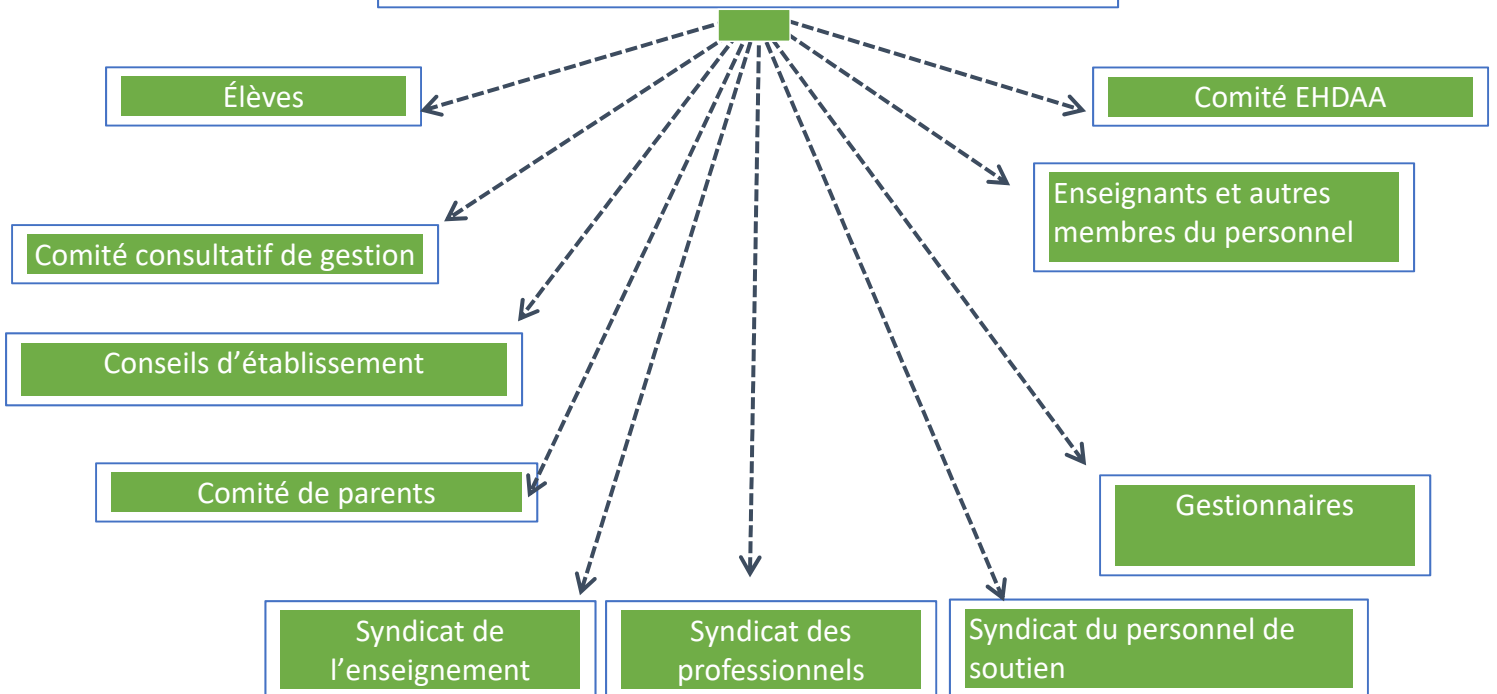 Élèves
Comité EHDAA
Enseignants et autres
membres du personnel
Comité consultatif de gestion
Conseils d’établissement
Comité de parents
Gestionnaires
Syndicat de
l’enseignement
Syndicat des
professionnels
Syndicat du personnel de
soutien